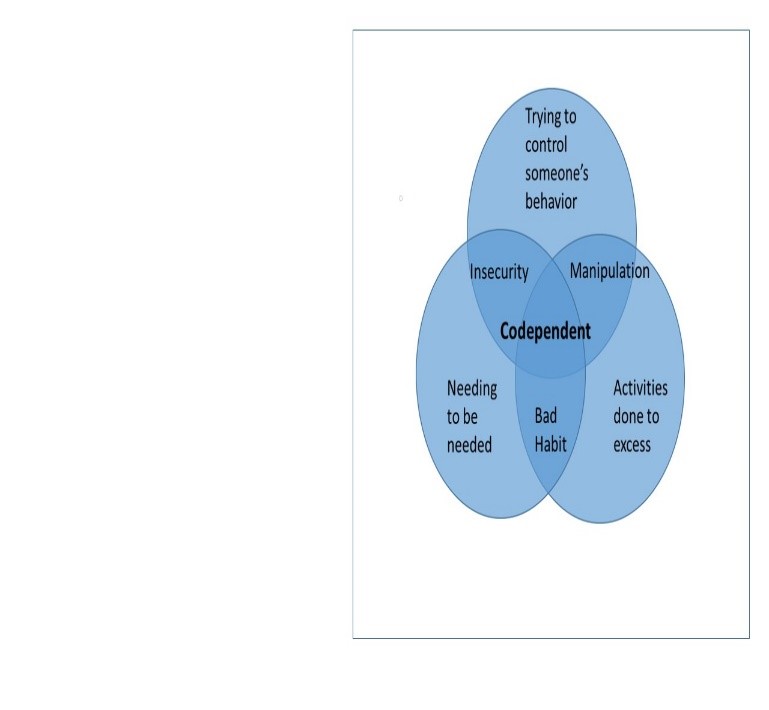 Trying to
control
someone's
behavior
Insecurity
Manipulation
Codependent
Needing
to be
needed
Bad
Habit
Activities
done to
excess